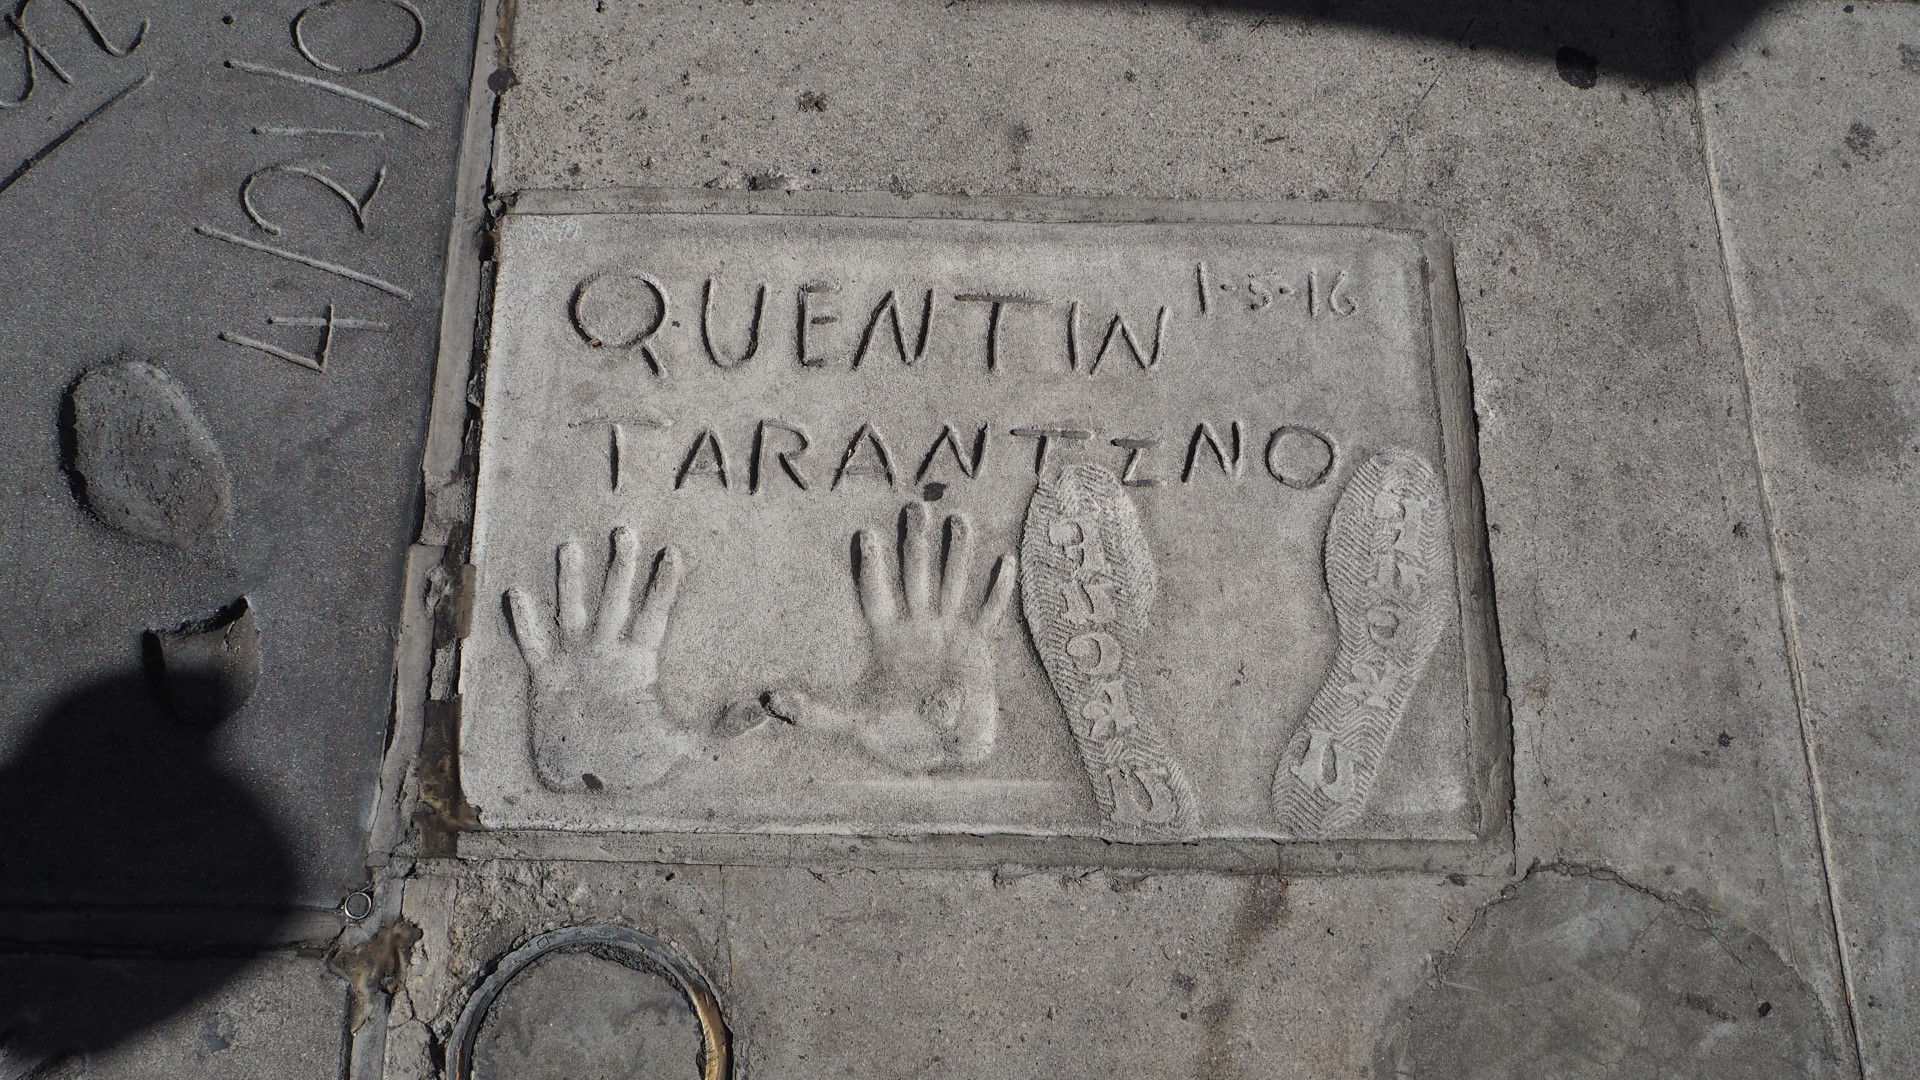 QUENTIN 1·5·16
TARANTINO
4/21/0